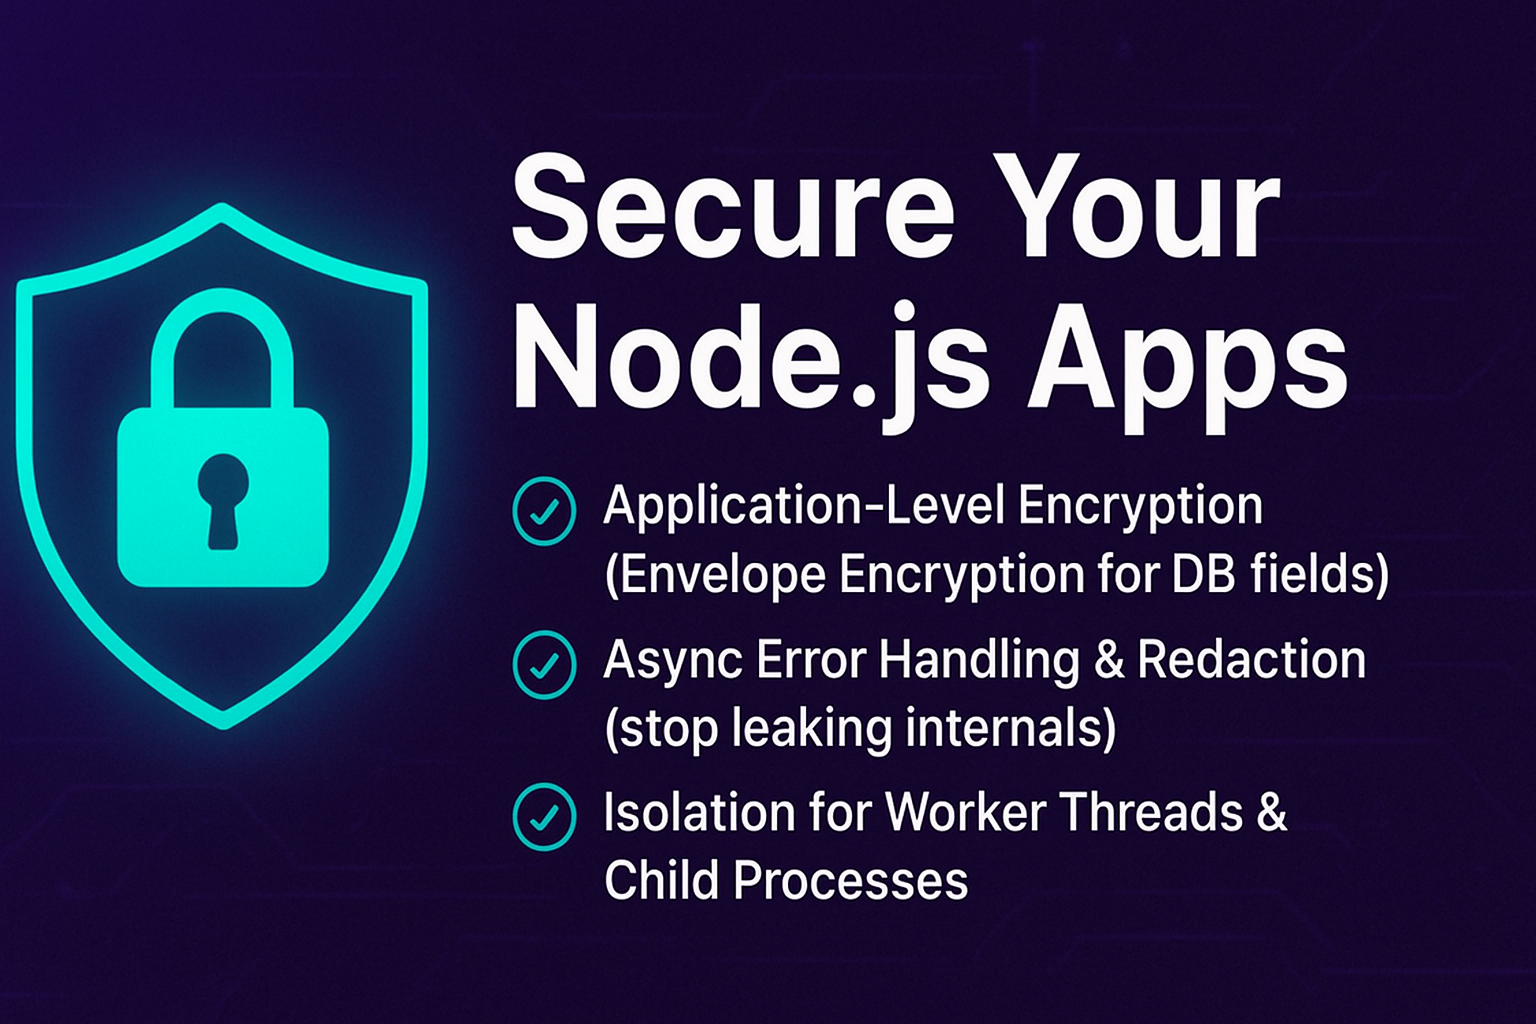 Secure Your
Node.js Apps
Application-Level Encryption
(Envelope Encryption for DB fields)
Async Error Handling & Redaction
(stop leaking internals)
Isolation for Worker Threads &
Child Processes